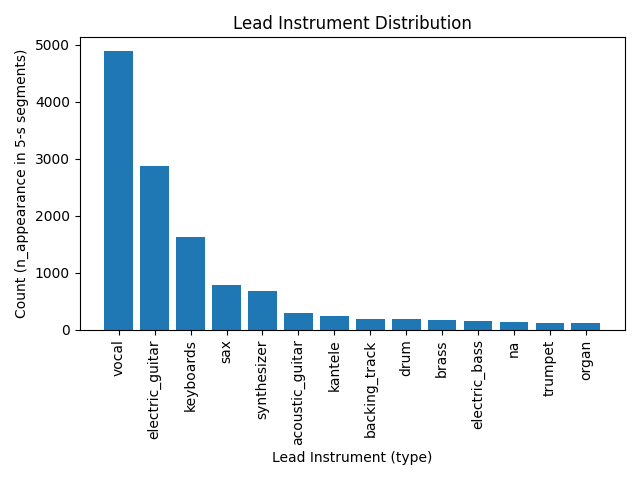 Lead Instrument Distribution
Count (n_appearance in 5-s segments)
5000
4000
3000
2000
1000
0
vocal
electric_guitar
keyboards
sax
synthesizer
acoustic_guitar
kantele
backing_track
drum
brass
electric_bass
na
trumpet
organ
Lead Instrument (type)